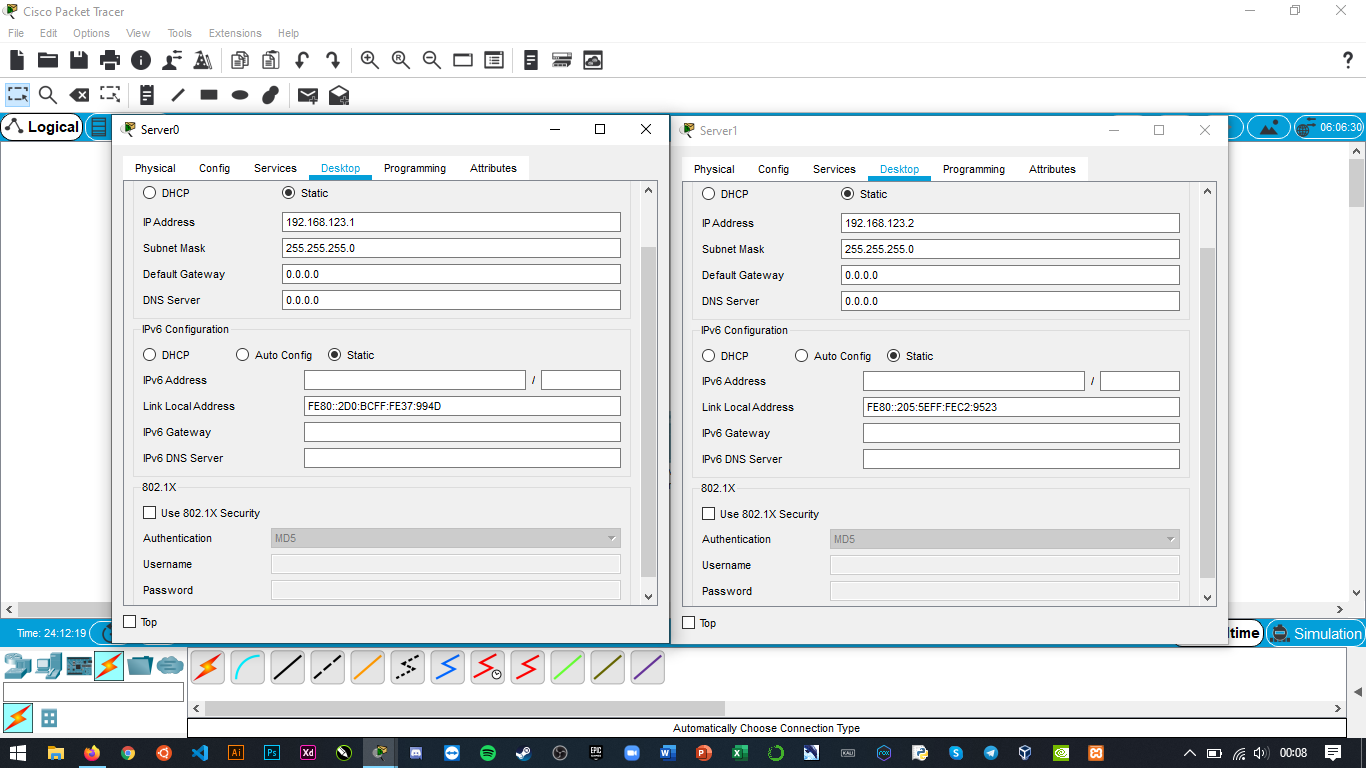 Cisco Packet Tracer
File Edit Options View Tools Extensions Help
?
Logical
06:06:30
Server0
Physical Config Services Desktop Programming Attributes
DHCP Static
IP Address 192.168.123.1
Subnet Mask 255.255.255.0
Default Gateway 0.0.0.0
DNS Server 0.0.0.0
IPv6 Configuration
DHCP Auto Config Static
IPv6 Address /
Link Local Address FE80::2D0:BCFF:FE37:994D
IPv6 Gateway
IPv6 DNS Server
802.1X
Use 802.1X Security
Authentication MD5
Username
Password
Top
Server1
Physical Config Services Desktop Programming Attributes
DHCP Static
IP Address 192.168.123.2
Subnet Mask 255.255.255.0
Default Gateway 0.0.0.0
DNS Server 0.0.0.0
IPv6 Configuration
DHCP Auto Config Static
IPv6 Address /
Link Local Address FE80::205:5EFF:FEC2:9523
IPv6 Gateway
IPv6 DNS Server
802.1X
Use 802.1X Security
Authentication MD5
Username
Password
Top
Time: 24:12:19
ltime Simulation
Automatically Choose Connection Type
Ai Ps Xd EPIC W P X KALI 00:08